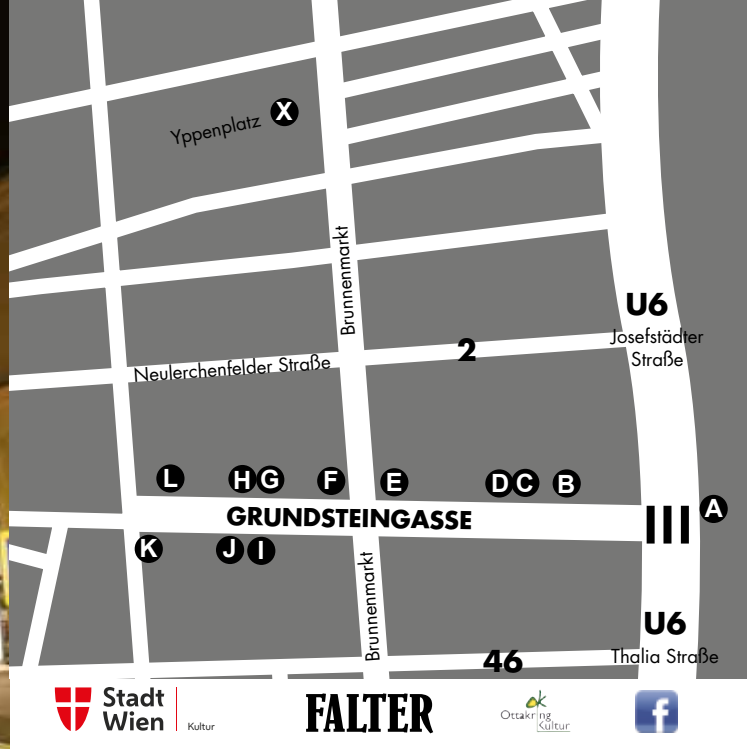 X
Yppenplatz
Brunnenmarkt
U6
Josefstädter
Straße
2
Neulerchenfelder Straße
L
H
G
F
E
D
C
B
A
GRUNDSTEINGASSE
K
J
I
Brunnenmarkt
U6
Thalia Straße
46
Stadt
Wien
Kultur
FALTER
Ottakring
Kultur
f